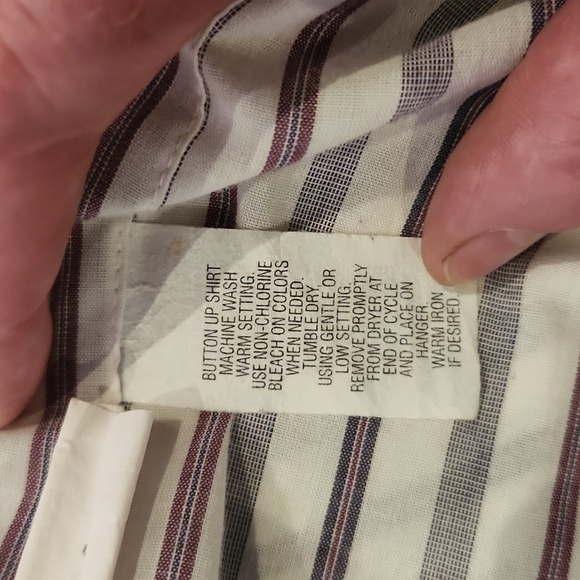 BUTTON UP SHIRT
MACHINE WASH
WARM SETTING.
USE NON-CHLORINE
BLEACH ON COLORS
WHEN NEEDED.
TUMBLE DRY
USING GENTLE OR
LOW SETTING.
REMOVE PROMPTLY
FROM DRYER AT
END OF CYCLE
AND PLACE ON
HANGER
WARM IRON
IF DESIRED.